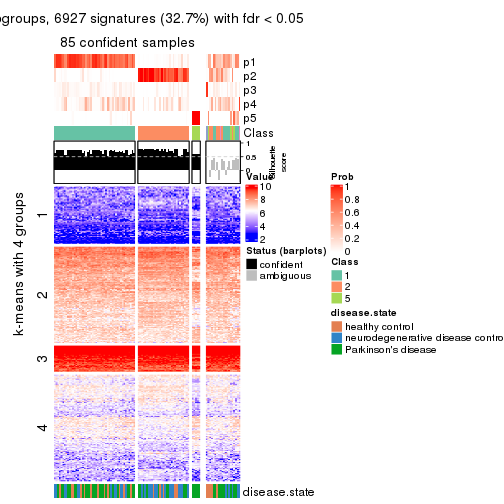 ogroups, 6927 signatures (32.7%) with fdr < 0.05
85 confident samples
p1
p2
p3
p4
p5
Class
1
0.5
0
Silhouette
score
k-means with 4 groups
1
2
3
4
Value
10
8
6
4
2
Status (barplots)
confident
ambiguous
Prob
1
0.8
0.6
0.4
0.2
0
Class
1
2
5
disease.state
healthy control
neurodegenerative disease contro
Parkinson's disease
disease.state